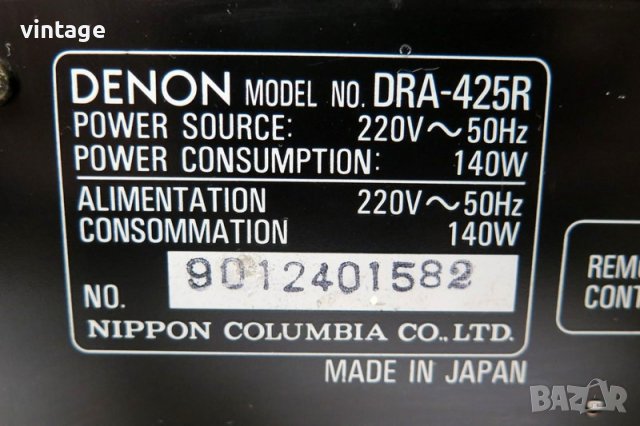 vintage
DENON MODEL NO. DRA-425R
POWER SOURCE: 220V~50Hz
POWER CONSUMPTION: 140W
ALIMENTATION 220V~50Hz
CONSOMMATION 140W
NO. 9012401582
NIPPON COLUMBIA CO., LTD.
MADE IN JAPAN
REMO
CONT
BAZAR